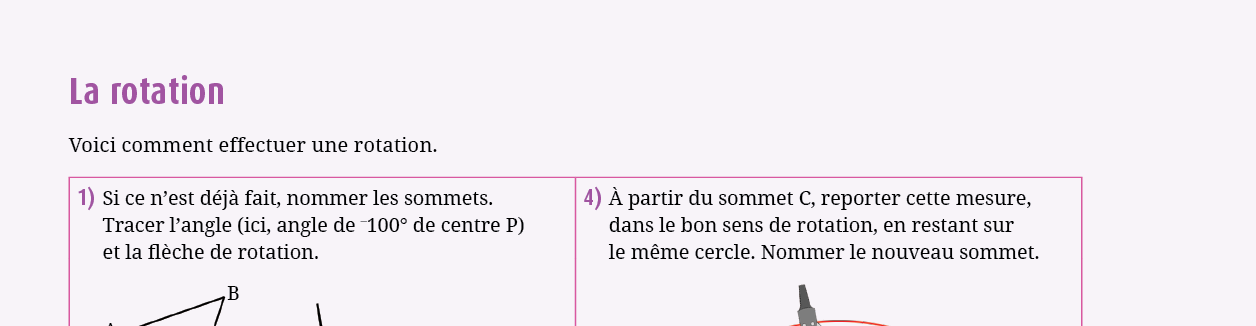 La rotation
Voici comment effectuer une rotation.
1) Si ce n’est déjà fait, nommer les sommets.
Tracer l’angle (ici, angle de ⁻100° de centre P)
et la flèche de rotation.
B
4) À partir du sommet C, reporter cette mesure,
dans le bon sens de rotation, en restant sur
le même cercle. Nommer le nouveau sommet.